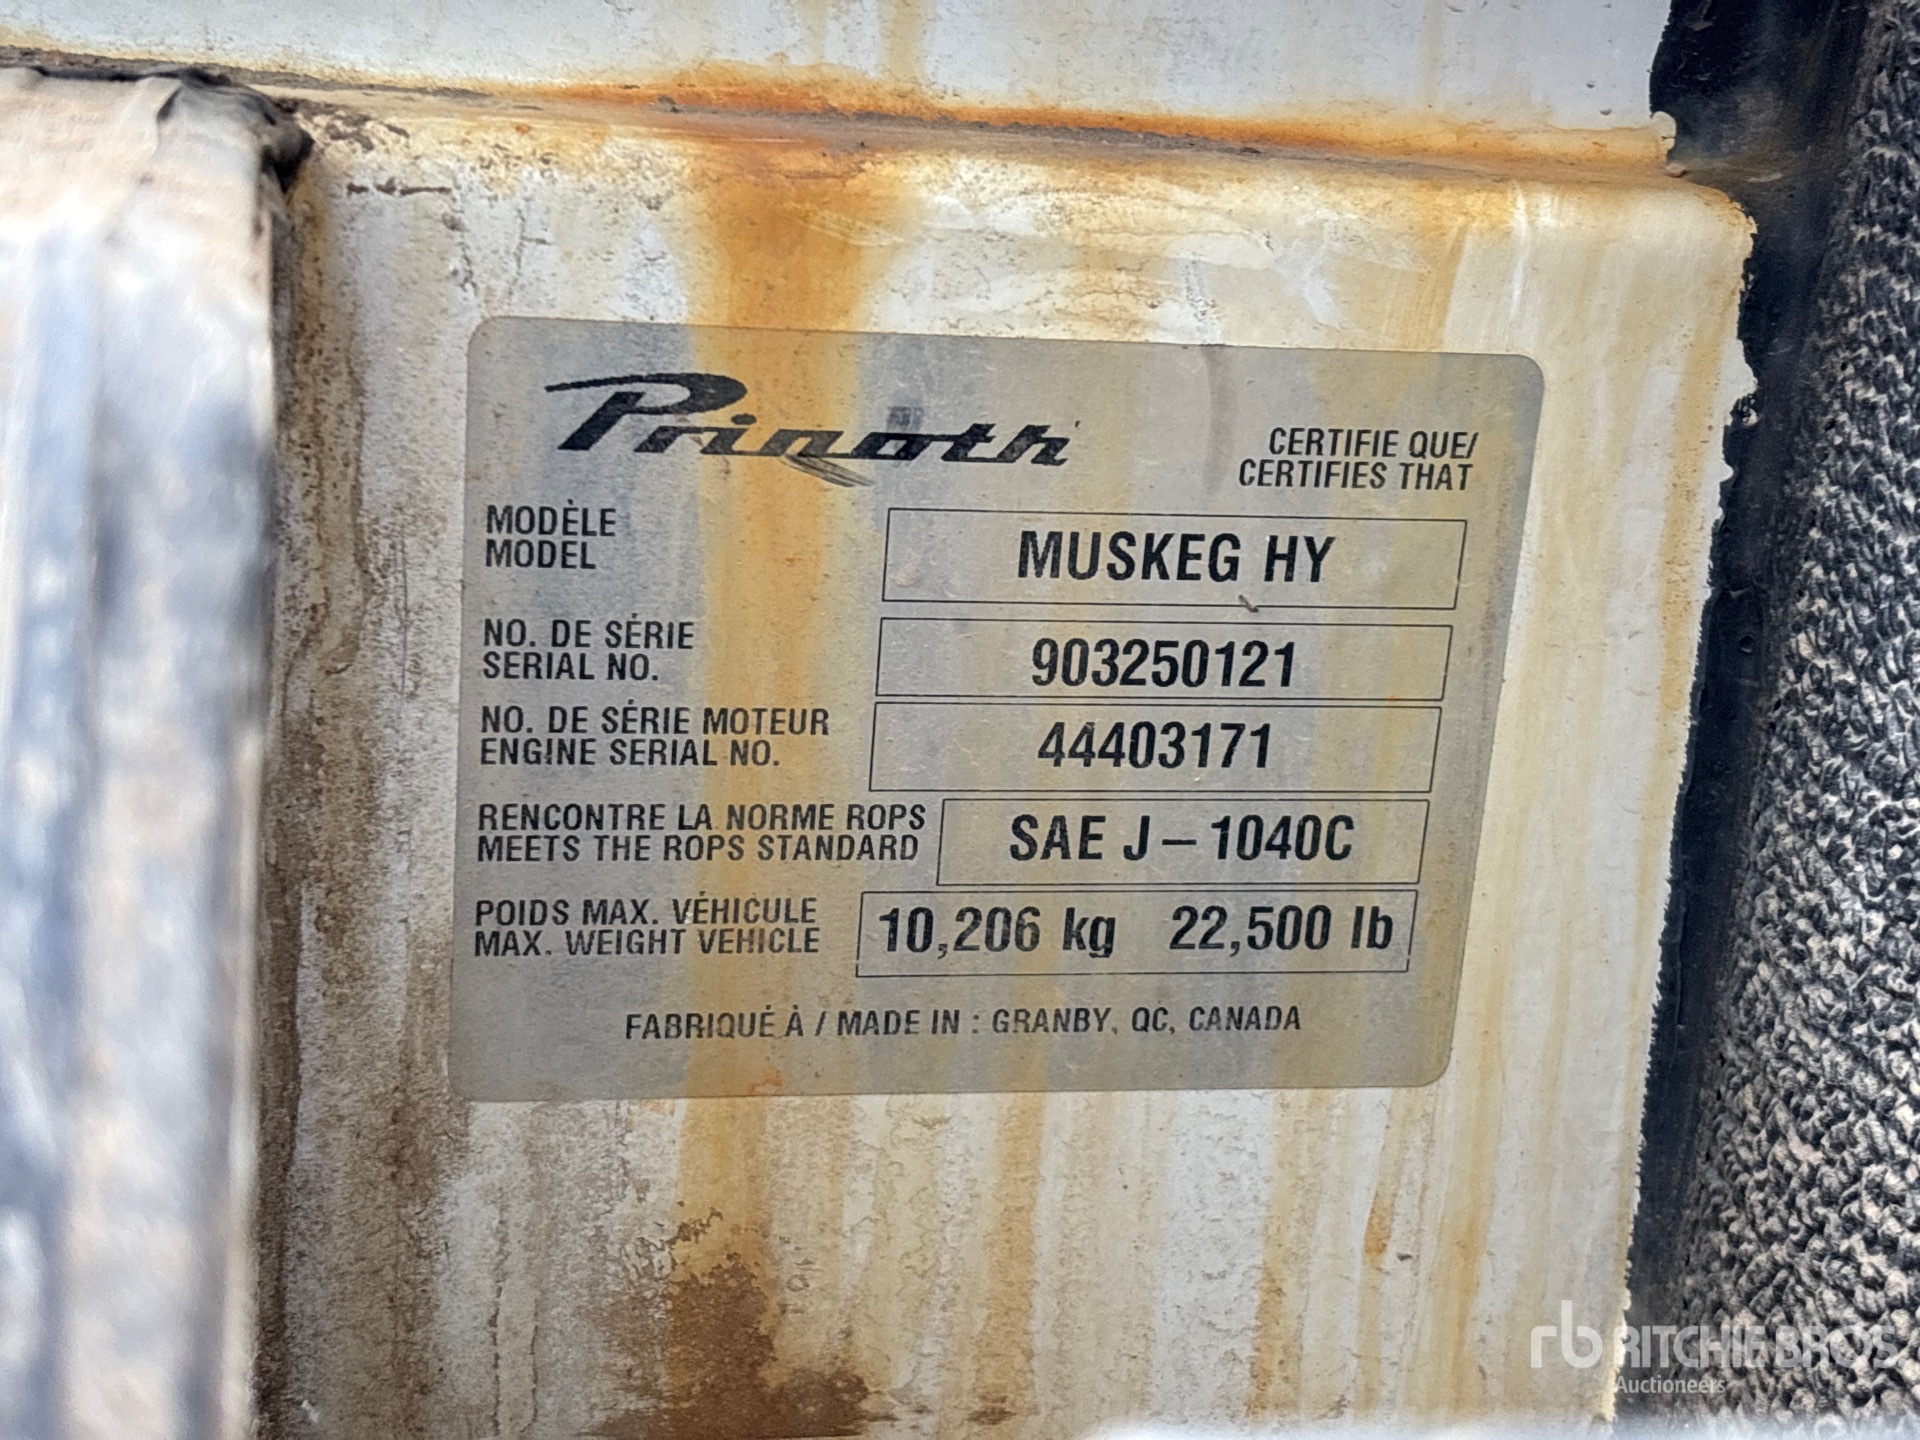 Prinoth
CERTIFIE QUE/
CERTIFIES THAT
MODÈLE
MODEL
MUSKEG HY
NO. DE SÉRIE
SERIAL NO.
903250121
NO. DE SÉRIE MOTEUR
ENGINE SERIAL NO.
44403171
RENCONTRE LA NORME ROPS
MEETS THE ROPS STANDARD
SAE J – 1040C
POIDS MAX. VÉHICULE
MAX. WEIGHT VEHICLE
10,206 kg 22,500 lb
FABRIQUÉ À / MADE IN : GRANBY, QC, CANADA
rb RITCHIE BROS
Auctioneers